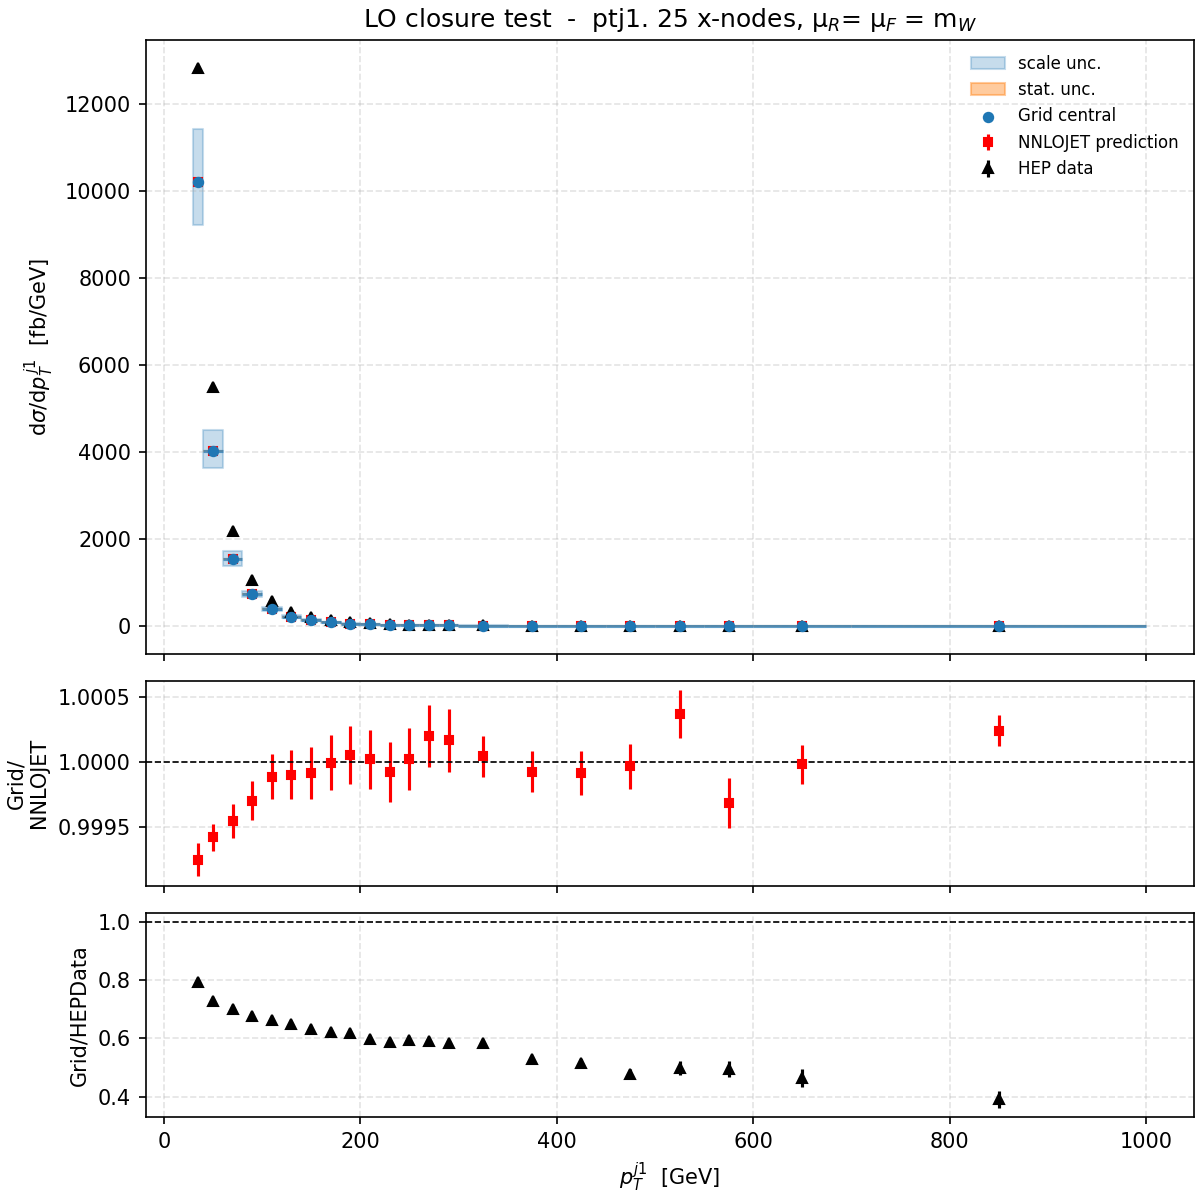 LO closure test - ptj1. 25 x-nodes, μ_R= μ_F = m_W
scale unc.
stat. unc.
Grid central
NNLOJET prediction
HEP data
12000
10000
8000
6000
4000
2000
0
dσ/dp_T^{j1} [fb/GeV]
1.0005
1.0000
0.9995
Grid/
NNLOJET
1.0
0.8
0.6
0.4
Grid/HEPData
0
200
400
600
800
1000
p_T^{j1} [GeV]